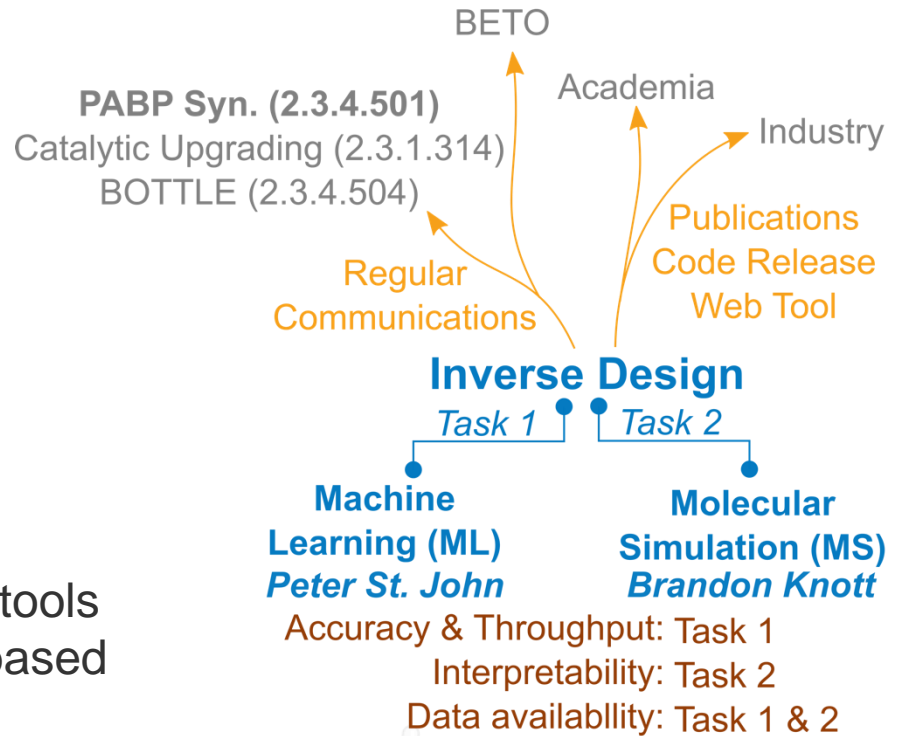 BETO
PABP Syn. (2.3.4.501)
Catalytic Upgrading (2.3.1.314)
BOTTLE (2.3.4.504)
Academia
Industry
Regular
Communications
Publications
Code Release
Web Tool
Inverse Design
Task 1
Task 2
Machine
Learning (ML)
Peter St. John
Molecular
Simulation (MS)
Brandon Knott
tools
based
Accuracy & Throughput: Task 1
Interpretability: Task 2
Data availabllity: Task 1 & 2